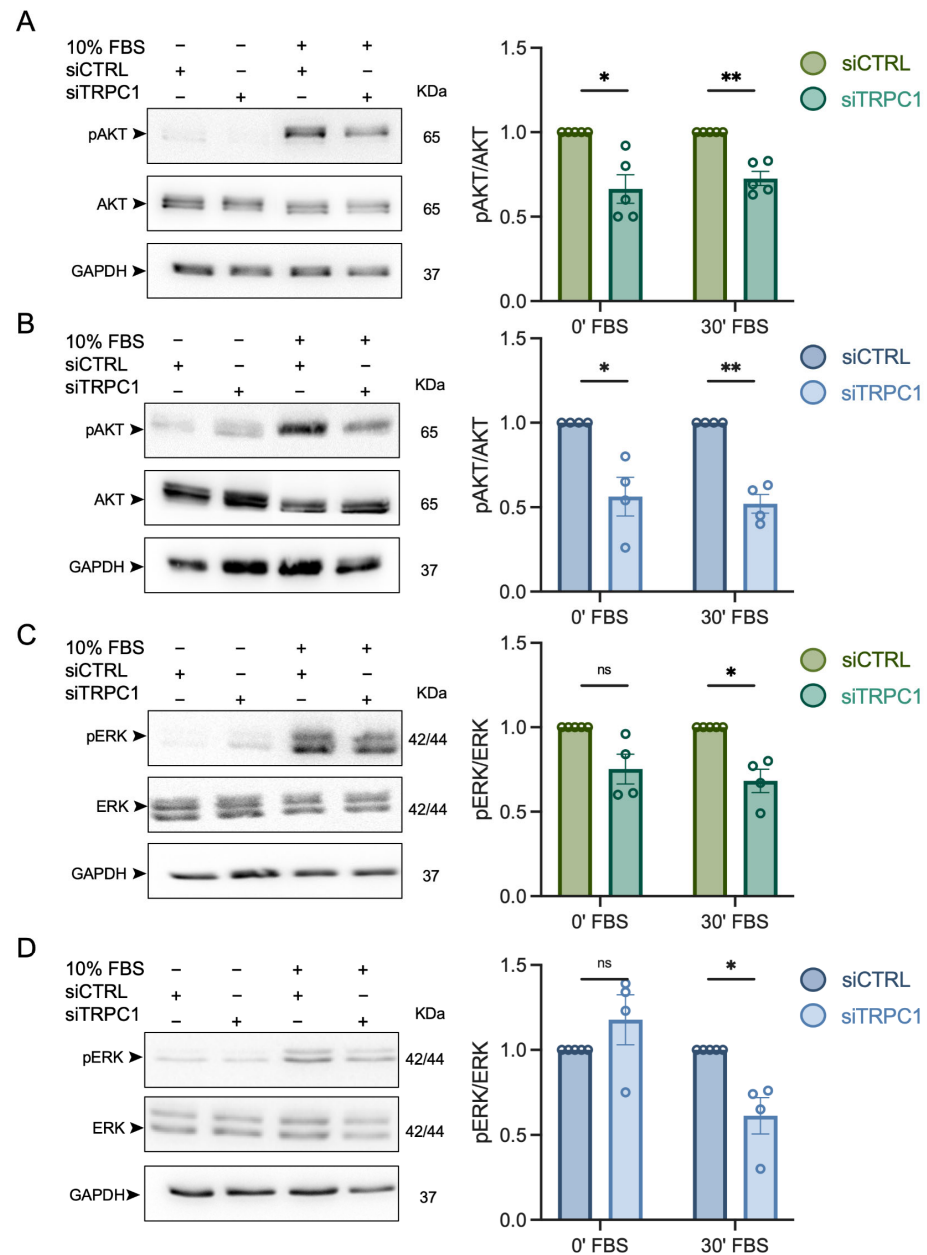 A
10% FBS – – + +
siCTRL + – + –
siTRPC1 – + – +
KDa
pAKT 65
AKT 65
GAPDH 37
1.5
1.0
0.5
0.0
pAKT/AKT
* **
0' FBS 30' FBS
siCTRL
siTRPC1
B
10% FBS – – + +
siCTRL + – + –
siTRPC1 – + – +
KDa
pAKT 65
AKT 65
GAPDH 37
1.5
1.0
0.5
0.0
pAKT/AKT
* **
0' FBS 30' FBS
siCTRL
siTRPC1
C
10% FBS – – + +
siCTRL + – + –
siTRPC1 – + – +
KDa
pERK 42/44
ERK 42/44
GAPDH 37
1.5
1.0
0.5
0.0
pERK/ERK
ns *
0' FBS 30' FBS
siCTRL
siTRPC1
D
10% FBS – – + +
siCTRL + – + –
siTRPC1 – + – +
KDa
pERK 42/44
ERK 42/44
GAPDH 37
1.5
1.0
0.5
0.0
pERK/ERK
ns *
0' FBS 30' FBS
siCTRL
siTRPC1